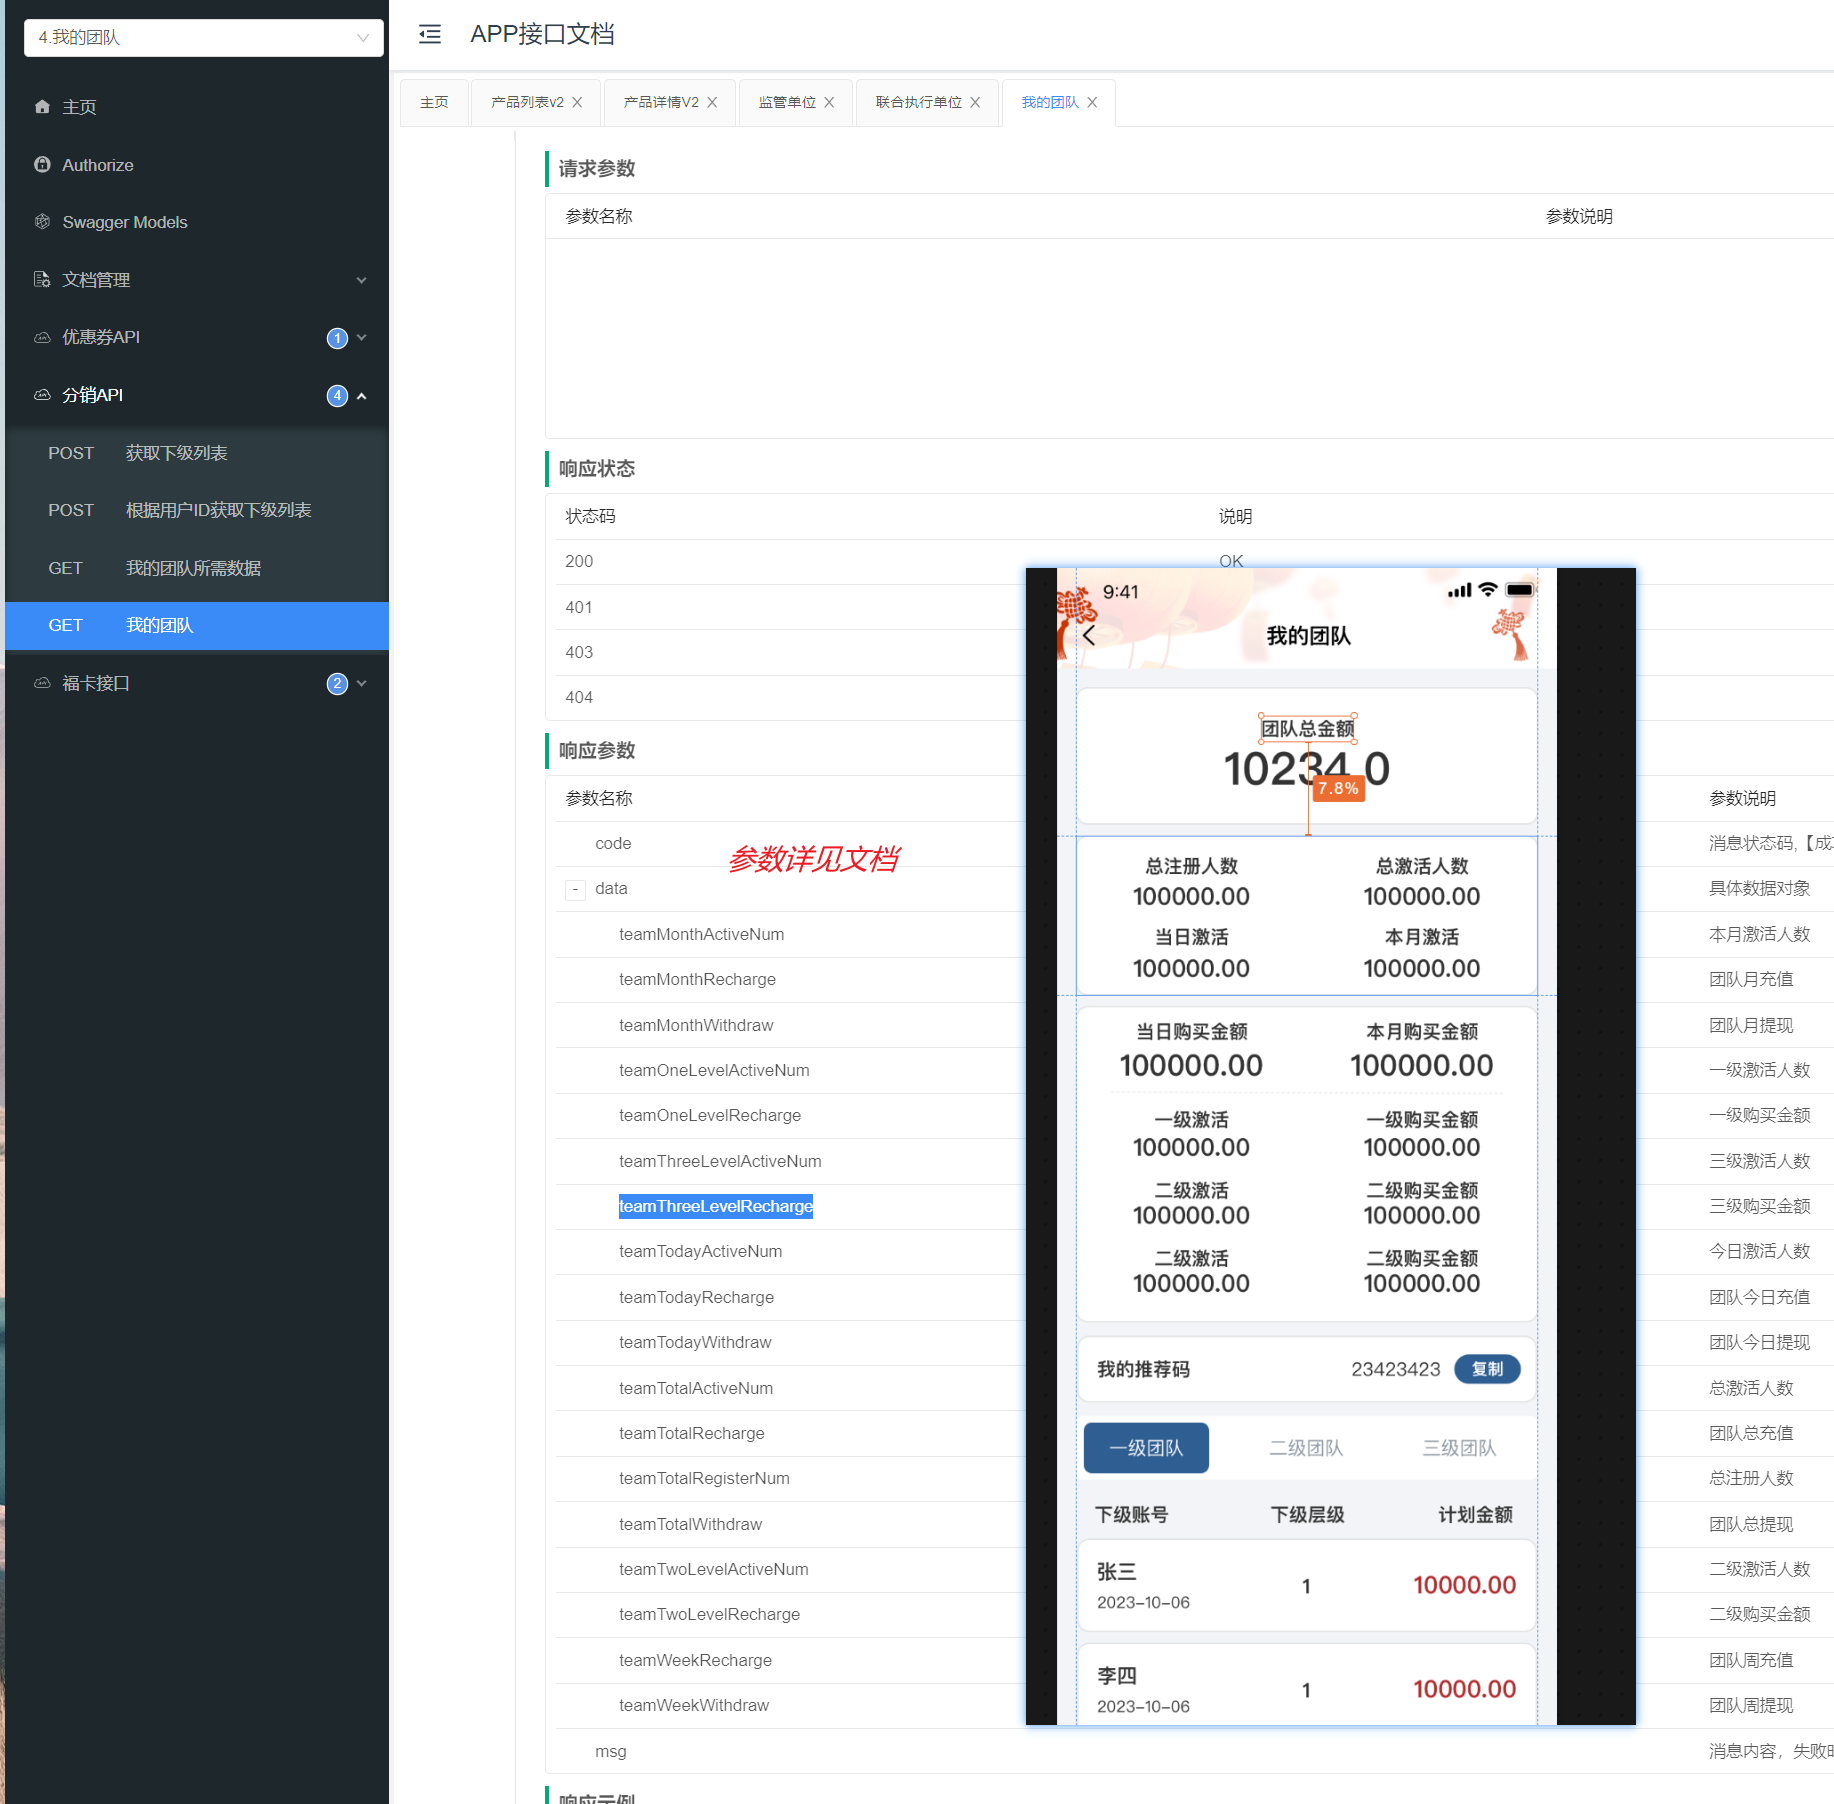 4.我的团队
主页
Authorize
Swagger Models
文档管理
优惠券API 1
分销API 4
POST 获取下级列表
POST 根据用户ID获取下级列表
GET 我的团队所需数据
GET 我的团队
福卡接口 2
APP接口文档
主页 产品列表v2 产品详情V2 监管单位 联合执行单位 我的团队
请求参数
参数名称 参数说明
响应状态
状态码 说明
200 OK
401
403
404
响应参数
参数名称 参数说明
code 消息状态码,【成
参数详见文档
- data 具体数据对象
teamMonthActiveNum 本月激活人数
teamMonthRecharge 团队月充值
teamMonthWithdraw 团队月提现
teamOneLevelActiveNum 一级激活人数
teamOneLevelRecharge 一级购买金额
teamThreeLevelActiveNum 三级激活人数
teamThreeLevelRecharge 三级购买金额
teamTodayActiveNum 今日激活人数
teamTodayRecharge 团队今日充值
teamTodayWithdraw 团队今日提现
teamTotalActiveNum 总激活人数
teamTotalRecharge 团队总充值
teamTotalRegisterNum 总注册人数
teamTotalWithdraw 团队总提现
teamTwoLevelActiveNum 二级激活人数
teamTwoLevelRecharge 二级购买金额
teamWeekRecharge 团队周充值
teamWeekWithdraw 团队周提现
msg 消息内容，失败时
响应示例
9:41
我的团队
团队总金额
10234.0
7.8%
总注册人数 总激活人数
100000.00 100000.00
当日激活 本月激活
100000.00 100000.00
当日购买金额 本月购买金额
100000.00 100000.00
一级激活 一级购买金额
100000.00 100000.00
二级激活 二级购买金额
100000.00 100000.00
二级激活 二级购买金额
100000.00 100000.00
我的推荐码 23423423 复制
一级团队 二级团队 三级团队
下级账号 下级层级 计划金额
张三
2023-10-06 1 10000.00
李四
2023-10-06 1 10000.00